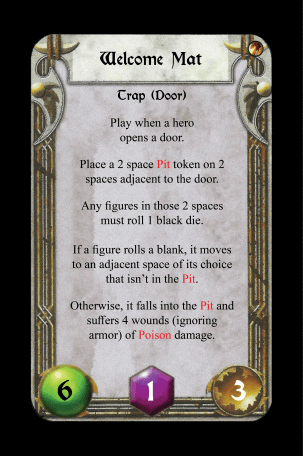 Welcome Mat
Trap (Door)
Play when a hero
opens a door.
Place a 2 space Pit token on 2
spaces adjacent to the door.
Any figures in those 2 spaces
must roll 1 black die.
If a figure rolls a blank, it moves
to an adjacent space of its choice
that isn't in the Pit.
Otherwise, it falls into the Pit and
suffers 4 wounds (ignoring
armor) of Poison damage.
6 1 3